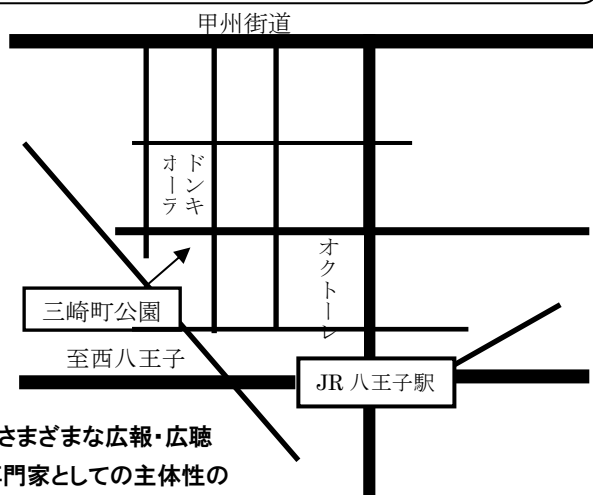 甲州街道
ドンキ
オーラ
オクトーレ
三崎町公園
至西八王子
JR 八王子駅
さまざまな広報・広聴
専門家としての主体性の